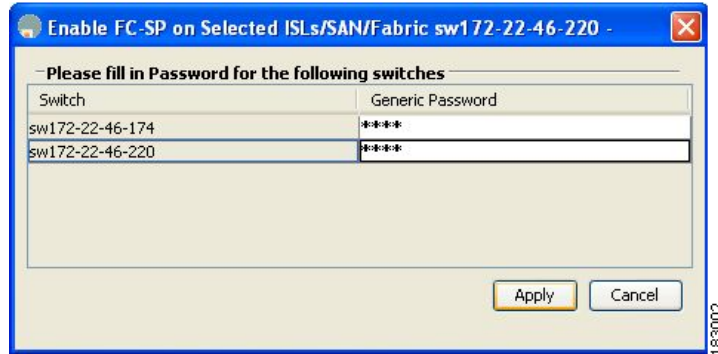 Enable FC-SP on Selected ISLs/SAN/Fabric sw172-22-46-220 -
Please fill in Password for the following switches
Switch Generic Password
sw172-22-46-174 ****
sw172-22-46-220 ****
Apply Cancel
183002